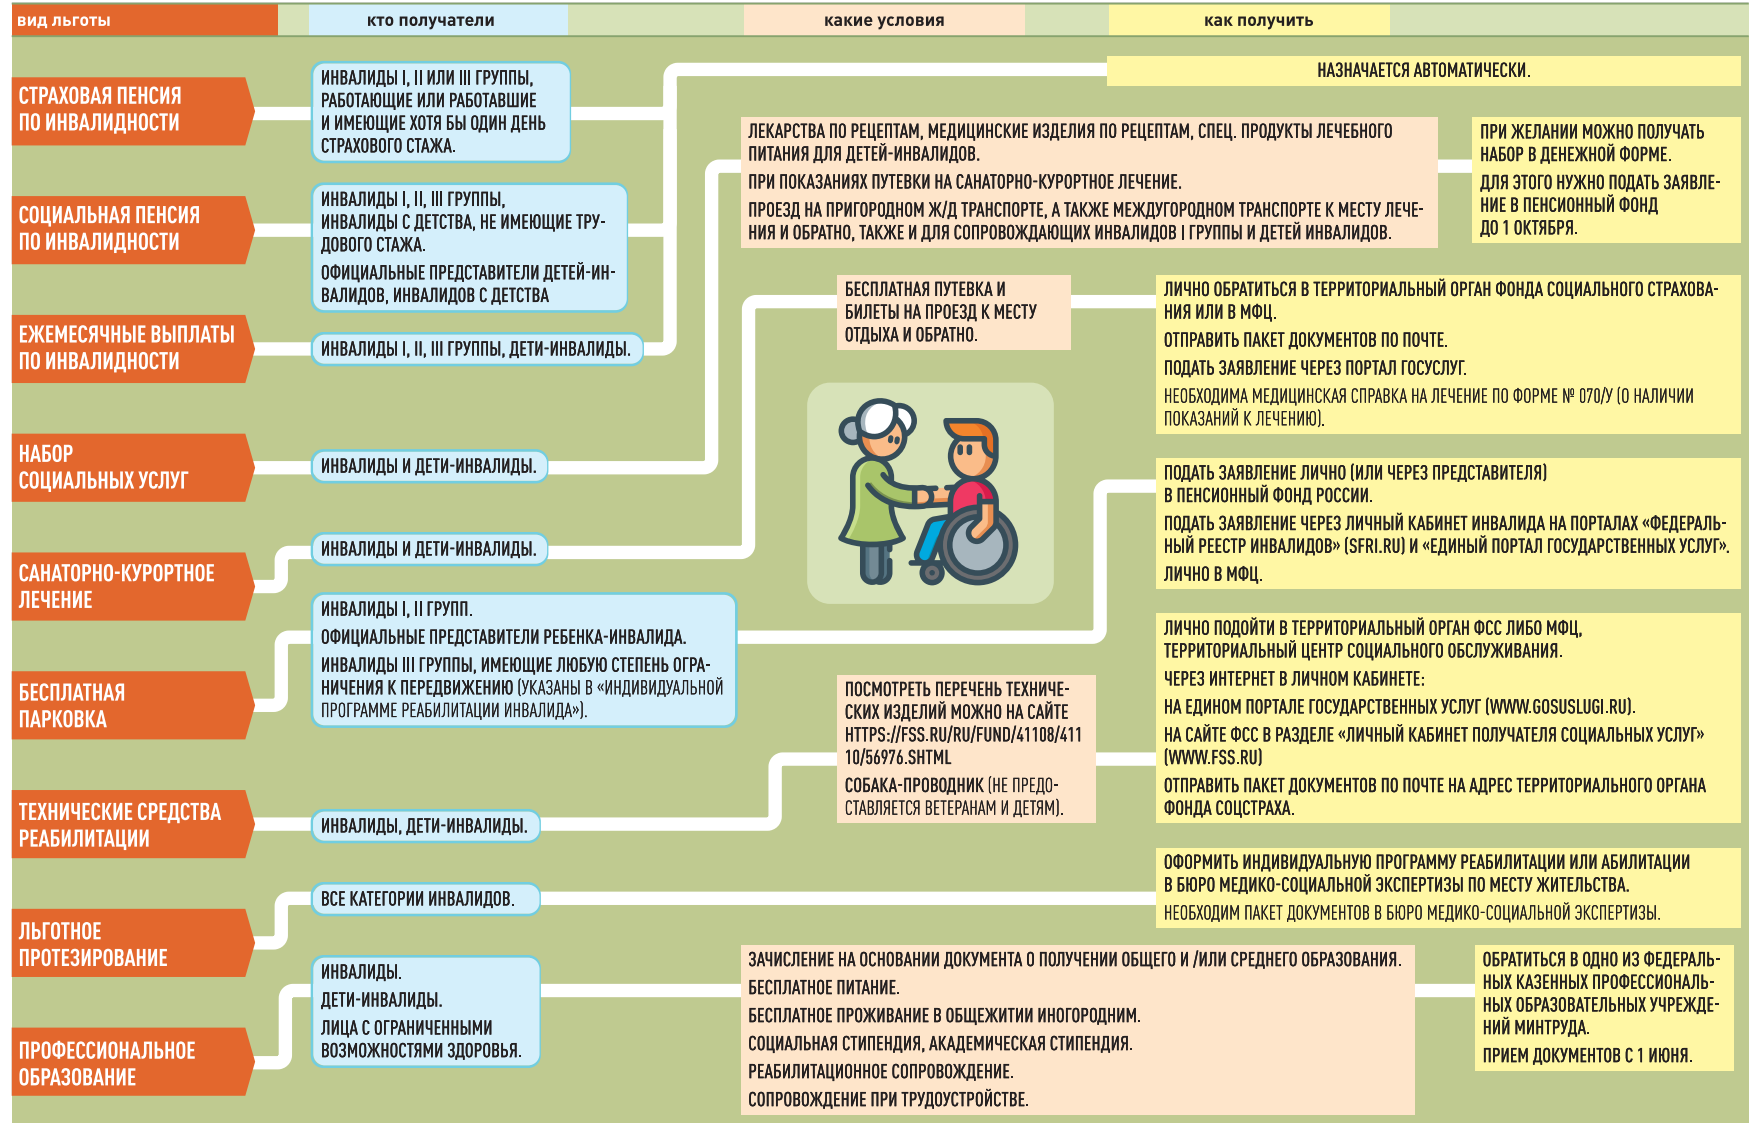 вид льготы
кто получатели
какие условия
как получить
СТРАХОВАЯ ПЕНСИЯ
ПО ИНВАЛИДНОСТИ
ИНВАЛИДЫ I, II ИЛИ III ГРУППЫ,
РАБОТАЮЩИЕ ИЛИ РАБОТАВШИЕ
И ИМЕЮЩИЕ ХОТЯ БЫ ОДИН ДЕНЬ
СТРАХОВОГО СТАЖА.
НАЗНАЧАЕТСЯ АВТОМАТИЧЕСКИ.
СОЦИАЛЬНАЯ ПЕНСИЯ
ПО ИНВАЛИДНОСТИ
ИНВАЛИДЫ I, II, III ГРУППЫ,
ИНВАЛИДЫ С ДЕТСТВА, НЕ ИМЕЮЩИЕ ТРУ-
ДОВОГО СТАЖА.
ОФИЦИАЛЬНЫЕ ПРЕДСТАВИТЕЛИ ДЕТЕЙ-ИН-
ВАЛИДОВ, ИНВАЛИДОВ С ДЕТСТВА
ЕЖЕМЕСЯЧНЫЕ ВЫПЛАТЫ
ПО ИНВАЛИДНОСТИ
ИНВАЛИДЫ I, II, III ГРУППЫ, ДЕТИ-ИНВАЛИДЫ.
НАБОР
СОЦИАЛЬНЫХ УСЛУГ
ИНВАЛИДЫ И ДЕТИ-ИНВАЛИДЫ.
ЛЕКАРСТВА ПО РЕЦЕПТАМ, МЕДИЦИНСКИЕ ИЗДЕЛИЯ ПО РЕЦЕПТАМ, СПЕЦ. ПРОДУКТЫ ЛЕЧЕБНОГО
ПИТАНИЯ ДЛЯ ДЕТЕЙ-ИНВАЛИДОВ.
ПРИ ПОКАЗАНИЯХ ПУТЕВКИ НА САНАТОРНО-КУРОРТНОЕ ЛЕЧЕНИЕ.
ПРОЕЗД НА ПРИГОРОДНОМ Ж/Д ТРАНСПОРТЕ, А ТАКЖЕ МЕЖДУГОРОДНОМ ТРАНСПОРТЕ К МЕСТУ ЛЕЧЕ-
НИЯ И ОБРАТНО, ТАКЖЕ И ДЛЯ СОПРОВОЖДАЮЩИХ ИНВАЛИДОВ I ГРУППЫ И ДЕТЕЙ ИНВАЛИДОВ.
ПРИ ЖЕЛАНИИ МОЖНО ПОЛУЧАТЬ
НАБОР В ДЕНЕЖНОЙ ФОРМЕ.
ДЛЯ ЭТОГО НУЖНО ПОДАТЬ ЗАЯВЛЕ-
НИЕ В ПЕНСИОННЫЙ ФОНД
ДО 1 ОКТЯБРЯ.
САНАТОРНО-КУРОРТНОЕ
ЛЕЧЕНИЕ
ИНВАЛИДЫ И ДЕТИ-ИНВАЛИДЫ.
БЕСПЛАТНАЯ ПУТЕВКА И
БИЛЕТЫ НА ПРОЕЗД К МЕСТУ
ОТДЫХА И ОБРАТНО.
ЛИЧНО ОБРАТИТЬСЯ В ТЕРРИТОРИАЛЬНЫЙ ОРГАН ФОНДА СОЦИАЛЬНОГО СТРАХОВА-
НИЯ ИЛИ В МФЦ.
ОТПРАВИТЬ ПАКЕТ ДОКУМЕНТОВ ПО ПОЧТЕ.
ПОДАТЬ ЗАЯВЛЕНИЕ ЧЕРЕЗ ПОРТАЛ ГОСУСЛУГ.
НЕОБХОДИМА МЕДИЦИНСКАЯ СПРАВКА НА ЛЕЧЕНИЕ ПО ФОРМЕ № 070/У (О НАЛИЧИИ
ПОКАЗАНИЙ К ЛЕЧЕНИЮ).
БЕСПЛАТНАЯ
ПАРКОВКА
ИНВАЛИДЫ I, II ГРУПП.
ОФИЦИАЛЬНЫЕ ПРЕДСТАВИТЕЛИ РЕБЕНКА-ИНВАЛИДА.
ИНВАЛИДЫ III ГРУППЫ, ИМЕЮЩИЕ ЛЮБУЮ СТЕПЕНЬ ОГРА-
НИЧЕНИЯ К ПЕРЕДВИЖЕНИЮ (УКАЗАНЫ В «ИНДИВИДУАЛЬНОЙ
ПРОГРАММЕ РЕАБИЛИТАЦИИ ИНВАЛИДА»).
ПОДАТЬ ЗАЯВЛЕНИЕ ЛИЧНО (ИЛИ ЧЕРЕЗ ПРЕДСТАВИТЕЛЯ)
В ПЕНСИОННЫЙ ФОНД РОССИИ.
ПОДАТЬ ЗАЯВЛЕНИЕ ЧЕРЕЗ ЛИЧНЫЙ КАБИНЕТ ИНВАЛИДА НА ПОРТАЛАХ «ФЕДЕРАЛЬ-
НЫЙ РЕЕСТР ИНВАЛИДОВ» (SFRI.RU) И «ЕДИНЫЙ ПОРТАЛ ГОСУДАРСТВЕННЫХ УСЛУГ».
ЛИЧНО В МФЦ.
ТЕХНИЧЕСКИЕ СРЕДСТВА
РЕАБИЛИТАЦИИ
ИНВАЛИДЫ, ДЕТИ-ИНВАЛИДЫ.
ПОСМОТРЕТЬ ПЕРЕЧЕНЬ ТЕХНИЧЕ-
СКИХ ИЗДЕЛИЙ МОЖНО НА САЙТЕ
HTTPS://FSS.RU/RU/FUND/41108/411
10/56976.SHTML
СОБАКА-ПРОВОДНИК (НЕ ПРЕДО-
СТАВЛЯЕТСЯ ВЕТЕРАНАМ И ДЕТЯМ).
ЛИЧНО ПОДОЙТИ В ТЕРРИТОРИАЛЬНЫЙ ОРГАН ФСС ЛИБО МФЦ,
ТЕРРИТОРИАЛЬНЫЙ ЦЕНТР СОЦИАЛЬНОГО ОБСЛУЖИВАНИЯ.
ЧЕРЕЗ ИНТЕРНЕТ В ЛИЧНОМ КАБИНЕТЕ:
НА ЕДИНОМ ПОРТАЛЕ ГОСУДАРСТВЕННЫХ УСЛУГ (WWW.GOSUSLUGI.RU).
НА САЙТЕ ФСС В РАЗДЕЛЕ «ЛИЧНЫЙ КАБИНЕТ ПОЛУЧАТЕЛЯ СОЦИАЛЬНЫХ УСЛУГ»
(WWW.FSS.RU)
ОТПРАВИТЬ ПАКЕТ ДОКУМЕНТОВ ПО ПОЧТЕ НА АДРЕС ТЕРРИТОРИАЛЬНОГО ОРГАНА
ФОНДА СОЦСТРАХА.
ЛЬГОТНОЕ
ПРОТЕЗИРОВАНИЕ
ВСЕ КАТЕГОРИИ ИНВАЛИДОВ.
ОФОРМИТЬ ИНДИВИДУАЛЬНУЮ ПРОГРАММУ РЕАБИЛИТАЦИИ ИЛИ АБИЛИТАЦИИ
В БЮРО МЕДИКО-СОЦИАЛЬНОЙ ЭКСПЕРТИЗЫ ПО МЕСТУ ЖИТЕЛЬСТВА.
НЕОБХОДИМ ПАКЕТ ДОКУМЕНТОВ В БЮРО МЕДИКО-СОЦИАЛЬНОЙ ЭКСПЕРТИЗЫ.
ПРОФЕССИОНАЛЬНОЕ
ОБРАЗОВАНИЕ
ИНВАЛИДЫ.
ДЕТИ-ИНВАЛИДЫ.
ЛИЦА С ОГРАНИЧЕННЫМИ
ВОЗМОЖНОСТЯМИ ЗДОРОВЬЯ.
ЗАЧИСЛЕНИЕ НА ОСНОВАНИИ ДОКУМЕНТА О ПОЛУЧЕНИИ ОБЩЕГО И /ИЛИ СРЕДНЕГО ОБРАЗОВАНИЯ.
БЕСПЛАТНОЕ ПИТАНИЕ.
БЕСПЛАТНОЕ ПРОЖИВАНИЕ В ОБЩЕЖИТИИ ИНОГОРОДНИМ.
СОЦИАЛЬНАЯ СТИПЕНДИЯ, АКАДЕМИЧЕСКАЯ СТИПЕНДИЯ.
РЕАБИЛИТАЦИОННОЕ СОПРОВОЖДЕНИЕ.
СОПРОВОЖДЕНИЕ ПРИ ТРУДОУСТРОЙСТВЕ.
ОБРАТИТЬСЯ В ОДНО ИЗ ФЕДЕРАЛЬ-
НЫХ КАЗЕННЫХ ПРОФЕССИОНАЛЬ-
НЫХ ОБРАЗОВАТЕЛЬНЫХ УЧРЕЖДЕ-
НИЙ МИНТРУДА.
ПРИЕМ ДОКУМЕНТОВ С 1 ИЮНЯ.